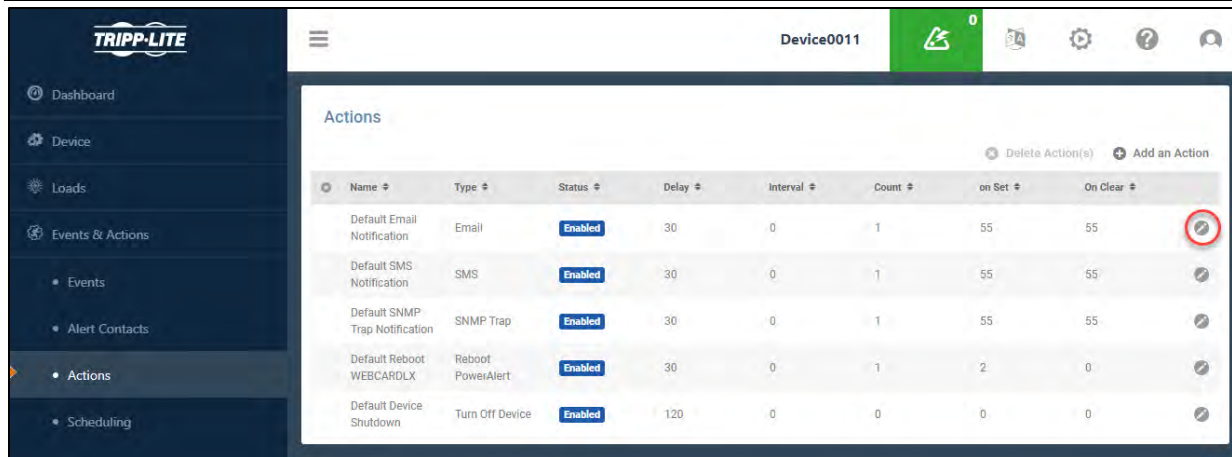 TRIPP·LITE
Device0011
0
Dashboard
Device
Loads
Events & Actions
Events
Alert Contacts
Actions
Scheduling
Actions
Delete Action(s) Add an Action
Name Type Status Delay Interval Count on Set On Clear
Default Email Notification Email Enabled 30 0 1 55 55
Default SMS Notification SMS Enabled 30 0 1 55 55
Default SNMP Trap Notification SNMP Trap Enabled 30 0 1 55 55
Default Reboot WEBCARDLX Reboot PowerAlert Enabled 30 0 1 2 0
Default Device Shutdown Turn Off Device Enabled 120 0 0 0 0